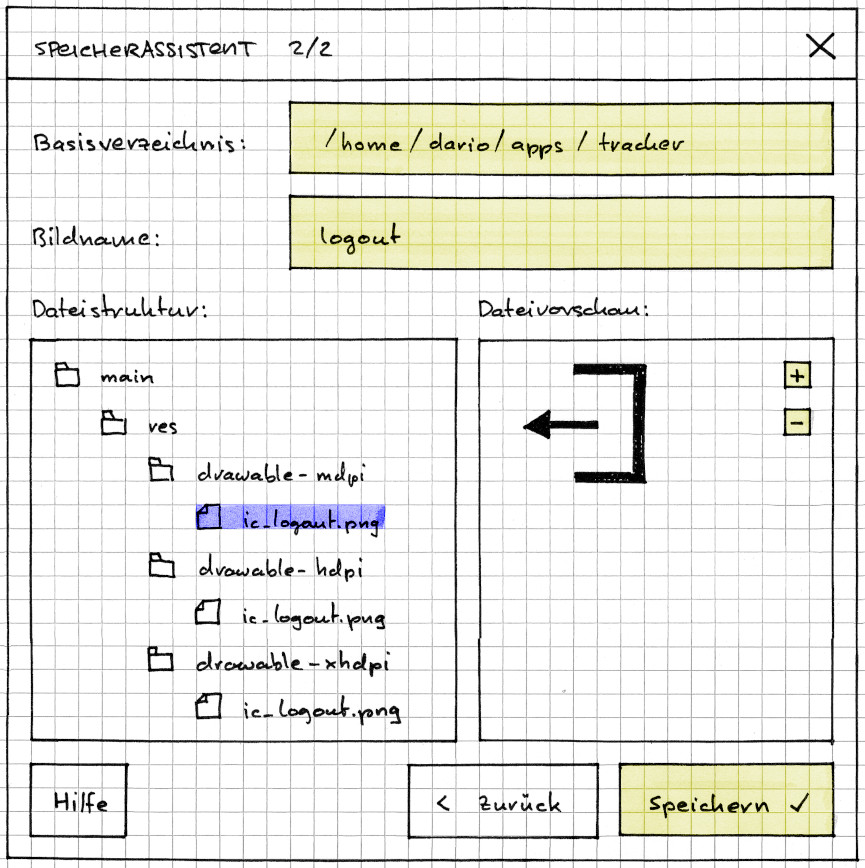 SPEICHERASSISTENT 2/2
Basisverzeichnis: /home/dario/apps/tracker
Bildname: logout
Dateistruktur:
main
res
drawable-mdpi
ic_logout.png
drawable-hdpi
ic_logout.png
drawable-xhdpi
ic_logout.png
Dateivorschau:
+
-
Hilfe
< Zurück
Speichern ✓